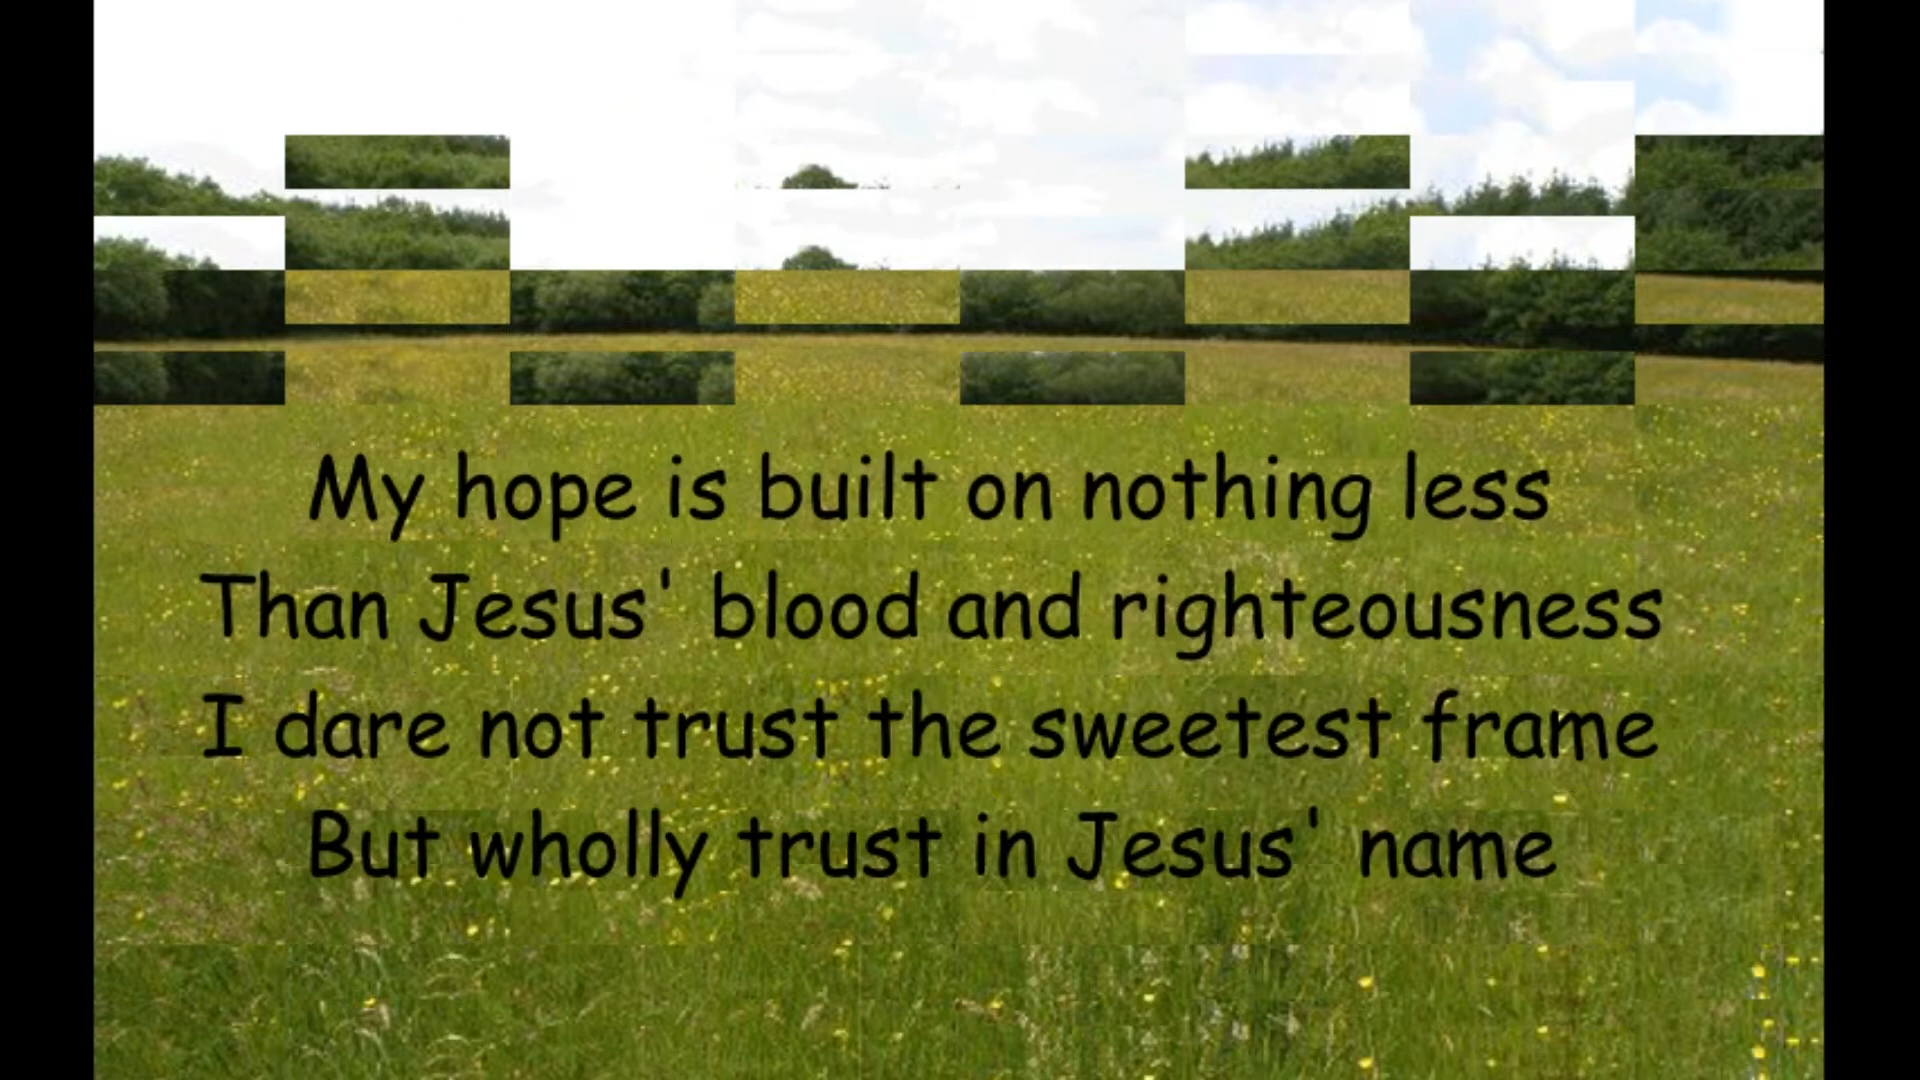 My hope is built on nothing less
Than Jesus' blood and righteousness
I dare not trust the sweetest frame
But wholly trust in Jesus' name